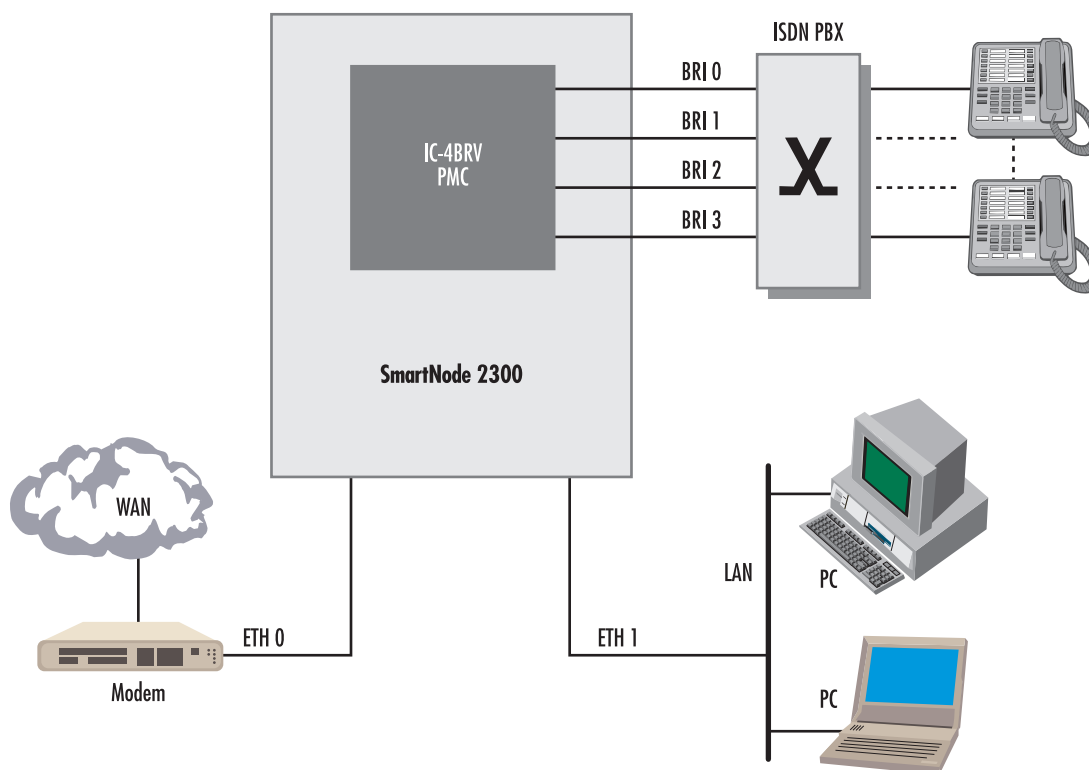 ISDN PBX
BRI 0
BRI 1
IC-4BRV
PMC
BRI 2
BRI 3
SmartNode 2300
WAN
LAN
PC
ETH 0
ETH 1
Modem
PC